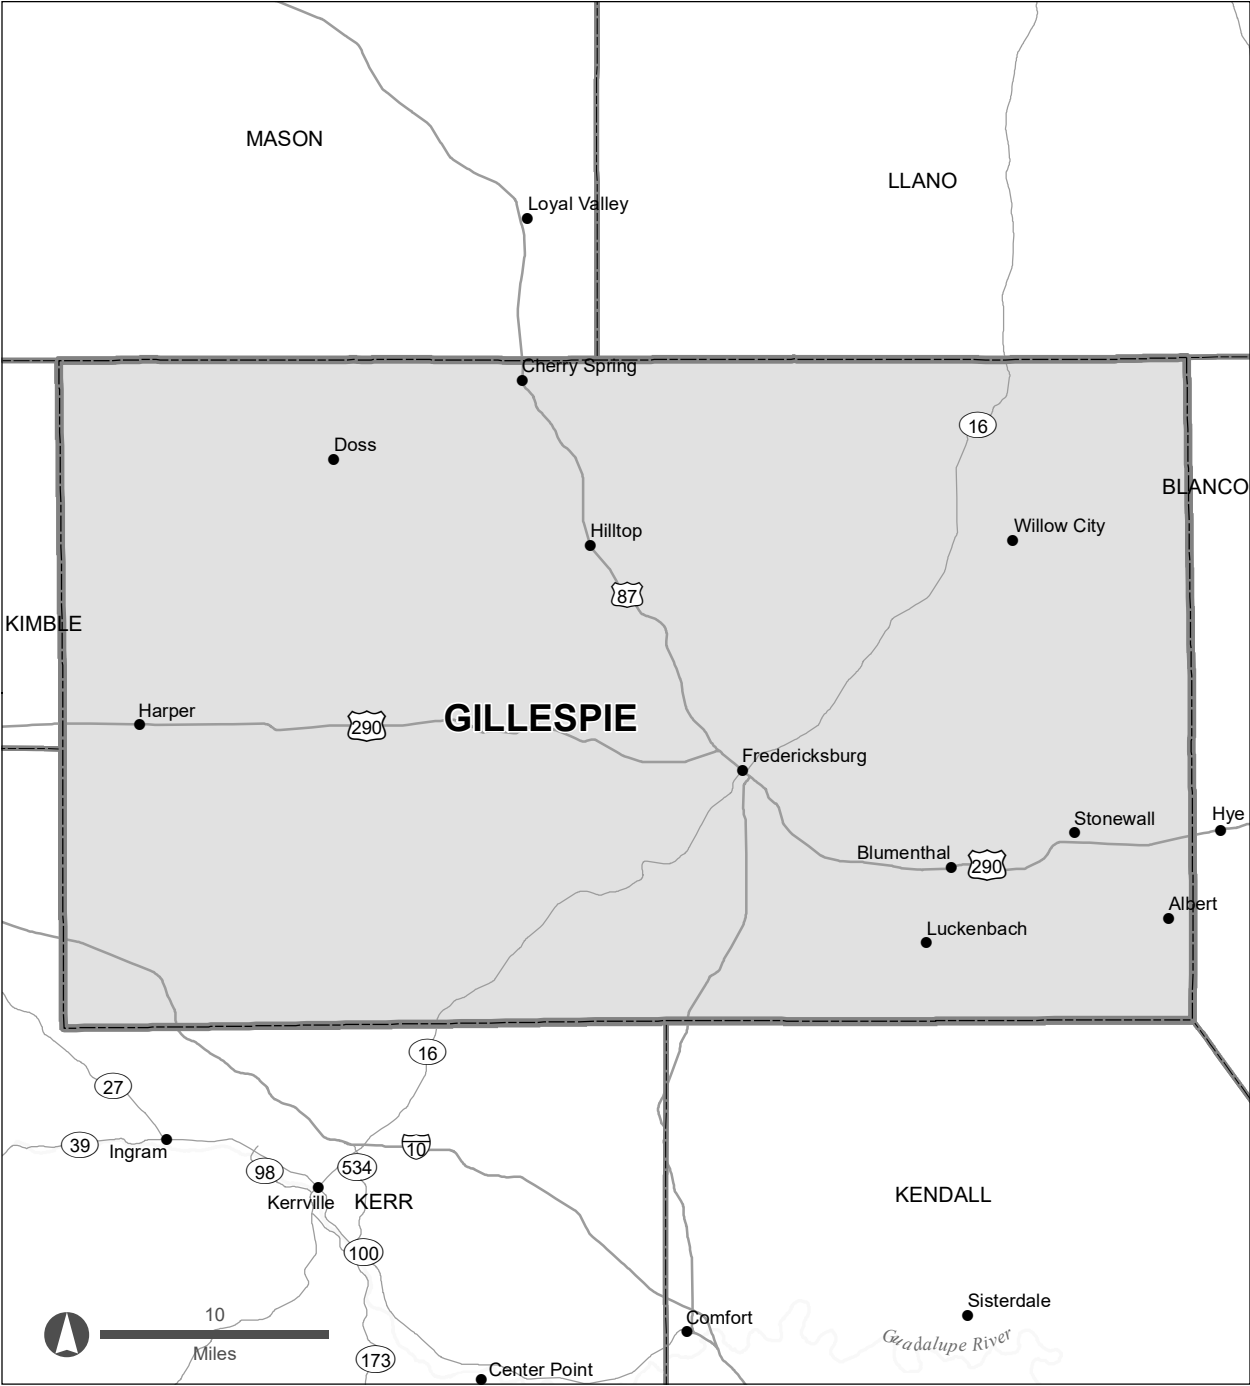 MASON
LLANO
Loyal Valley
Cherry Spring
16
Doss
BLANCO
Willow City
Hilltop
87
KIMBLE
Harper
290
GILLESPIE
Fredericksburg
Stonewall
Hye
Blumenthal
290
Albert
Luckenbach
16
27
39
Ingram
10
98
534
Kerrville
KERR
KENDALL
100
Sisterdale
10
Comfort
Guadalupe River
Miles
173
Center Point